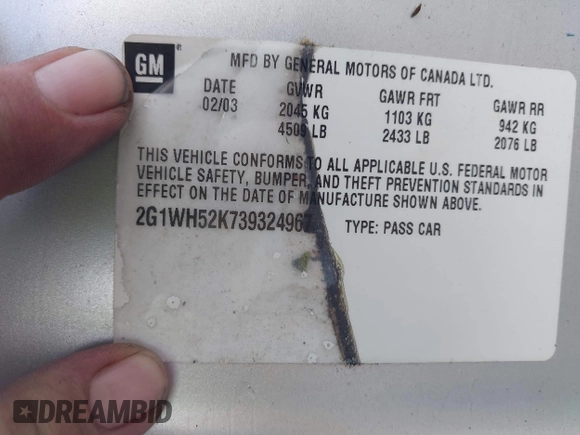 GM
®
MFD BY GENERAL MOTORS OF CANADA LTD.
DATE GVWR GAWR FRT GAWR RR
02/03 2045 KG 1103 KG 942 KG
4509 LB 2433 LB 2076 LB
THIS VEHICLE CONFORMS TO ALL APPLICABLE U.S. FEDERAL MOTOR
VEHICLE SAFETY, BUMPER, AND THEFT PREVENTION STANDARDS IN
EFFECT ON THE DATE OF MANUFACTURE SHOWN ABOVE.
2G1WH52K739324967 TYPE: PASS CAR
DREAMBID